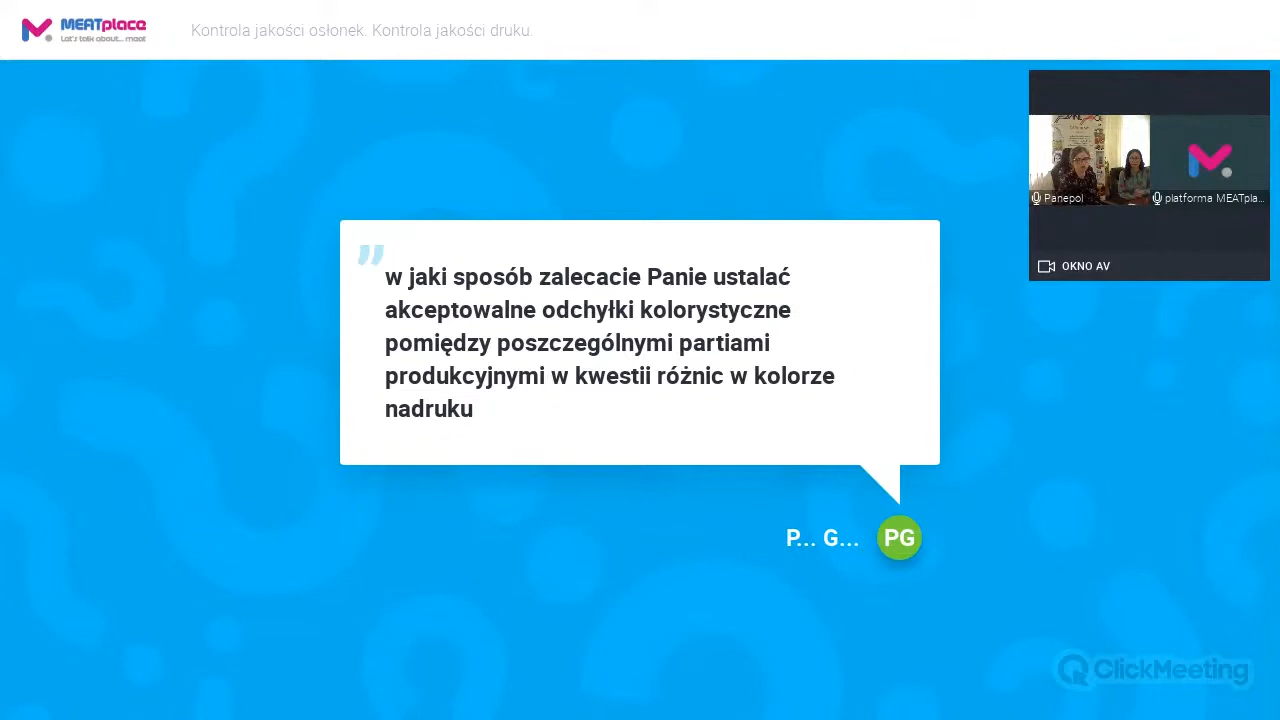 MEATplace
Let's talk about... meat
Kontrola jakości osłonek. Kontrola jakości druku.
Panepol
platforma MEATpla...
OKNO AV
w jaki sposób zalecacie Panie ustalać
akceptowalne odchyłki kolorystyczne
pomiędzy poszczególnymi partiami
produkcyjnymi w kwestii różnic w kolorze
nadruku
P... G...
PG
ClickMeeting